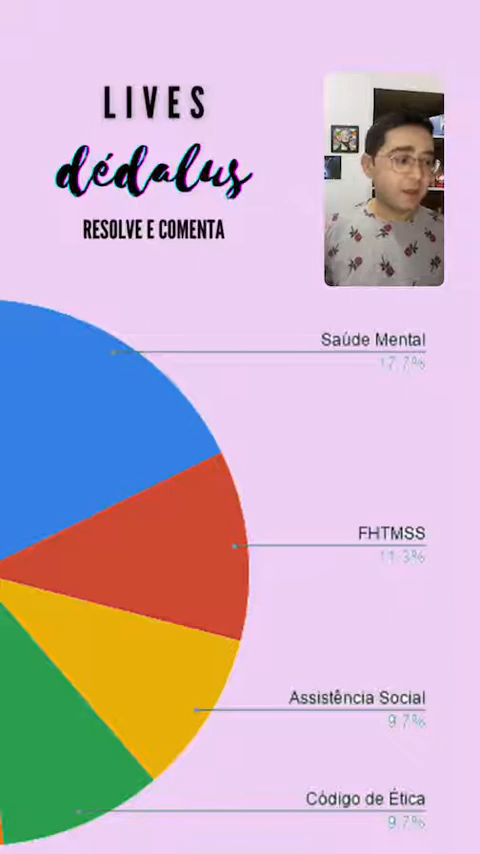 LIVES
dédalus
RESOLVE E COMENTA
Saúde Mental
17.7%
FHTMSS
11.3%
Assistência Social
9.7%
Código de Ética
9.7%